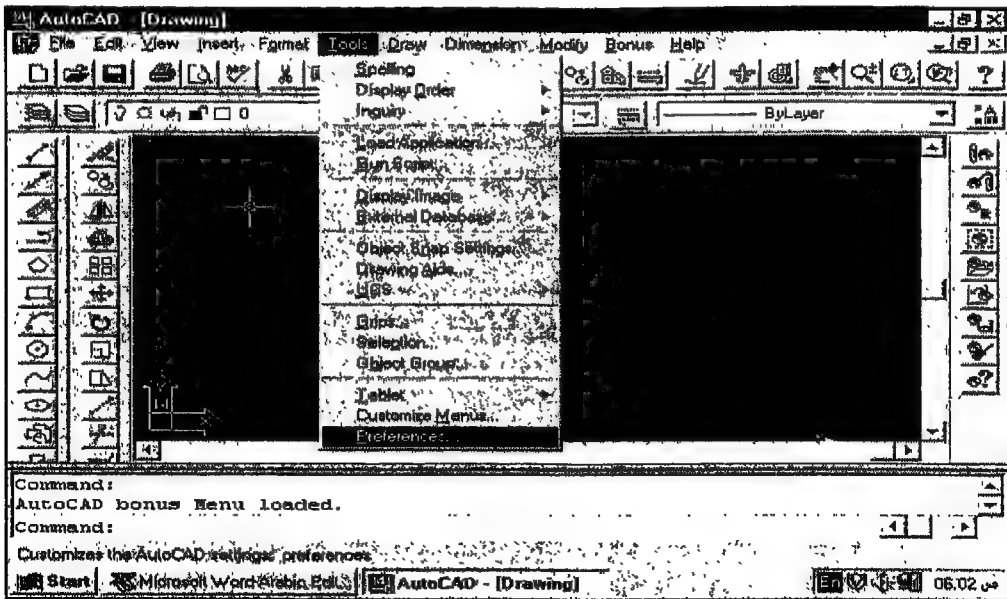 AutoCAD - [Drawing]
File Edit View Insert Format Tools Draw Dimension Modify Bonus Help
Spelling
Display Order
Inquiry
0
ByLayer
Load Application...
Run Script...
Display Image
External Database
Object Snap Settings...
Drawing Aids...
UCS
Grips...
Selection...
Object Group...
Tablet
Customize Menus...
Preferences...
Command:
AutoCAD bonus Menu loaded.
Command:
Customizes the AutoCAD settings: preferences
Start Microsoft Word Arabic Edi... AutoCAD - [Drawing] En 06.02 ص